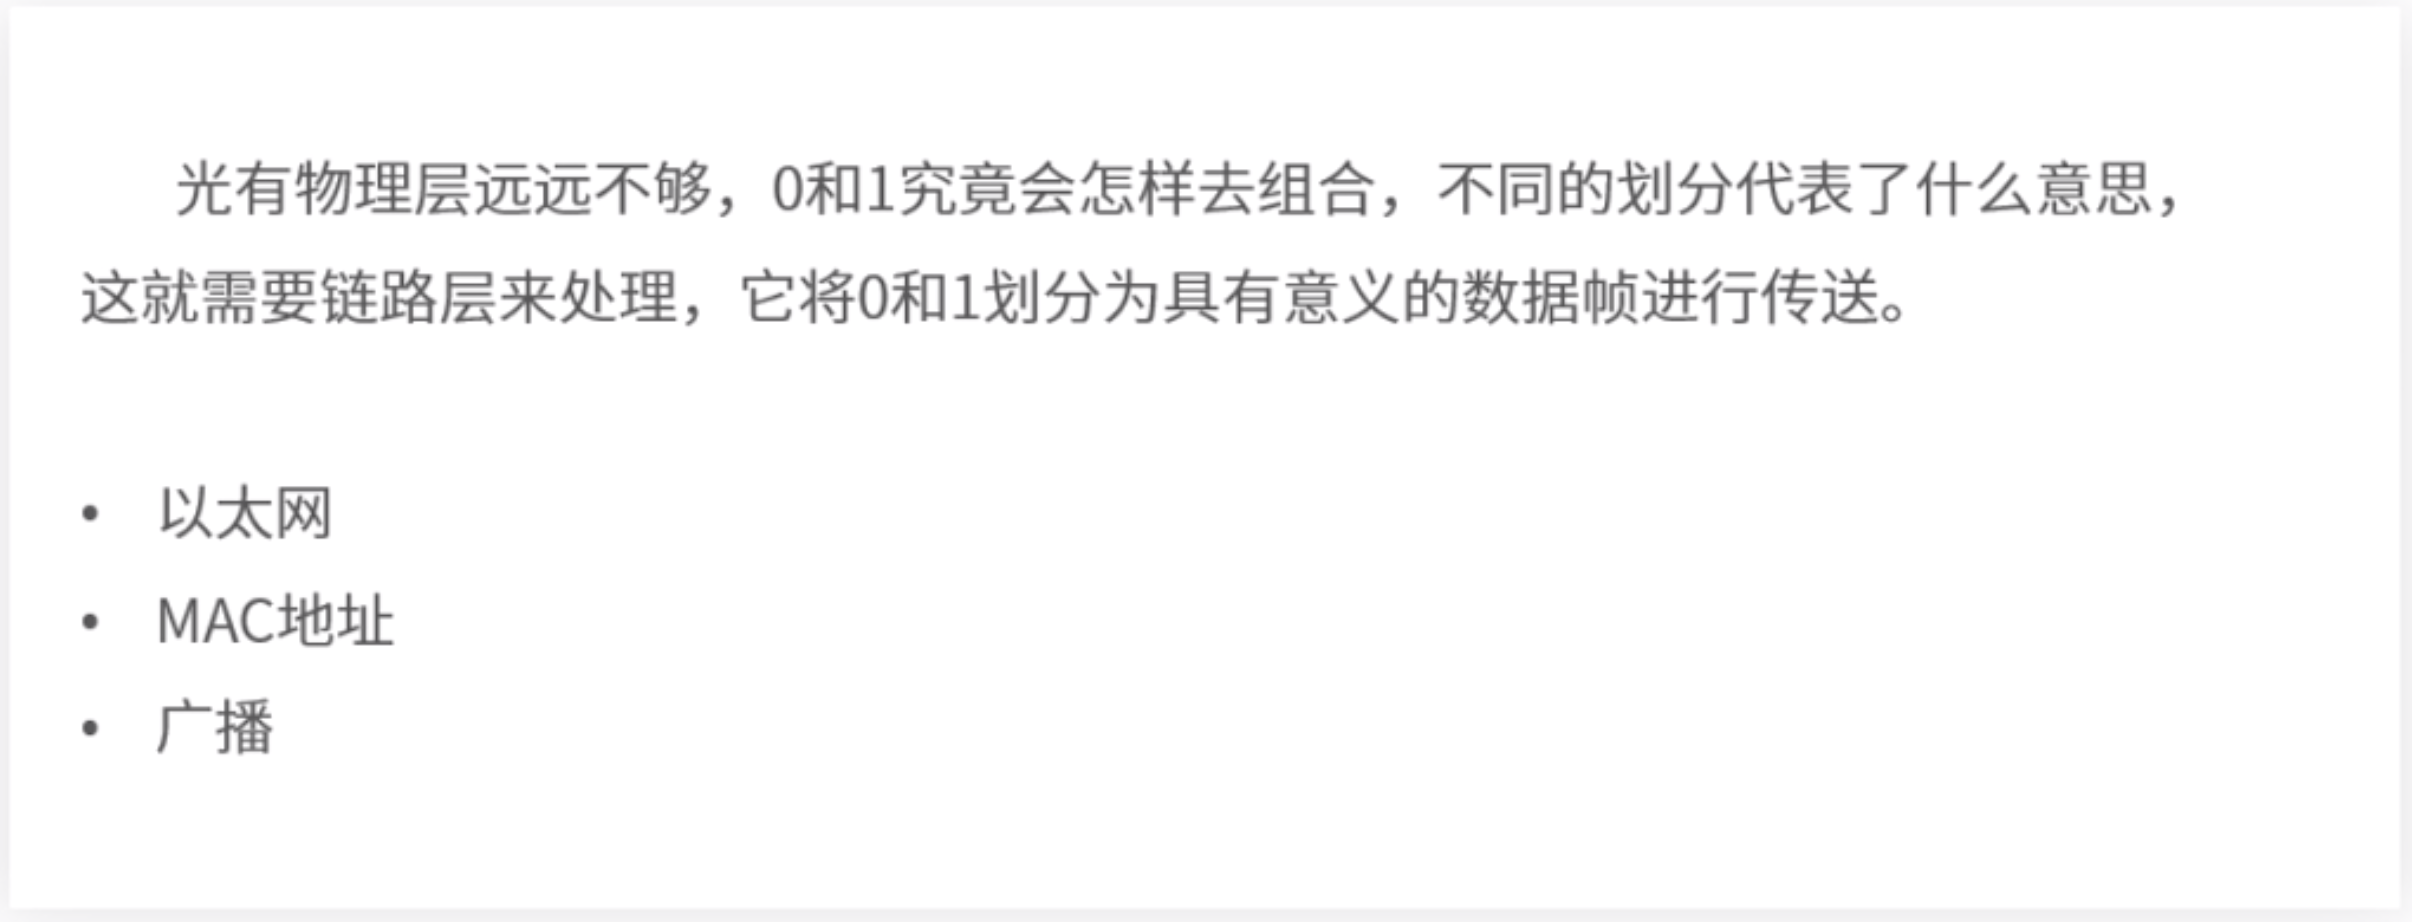 光有物理层远远不够，0和1究竟会怎样去组合，不同的划分代表了什么意思，
这就需要链路层来处理，它将0和1划分为具有意义的数据帧进行传送。
• 以太网
• MAC地址
• 广播